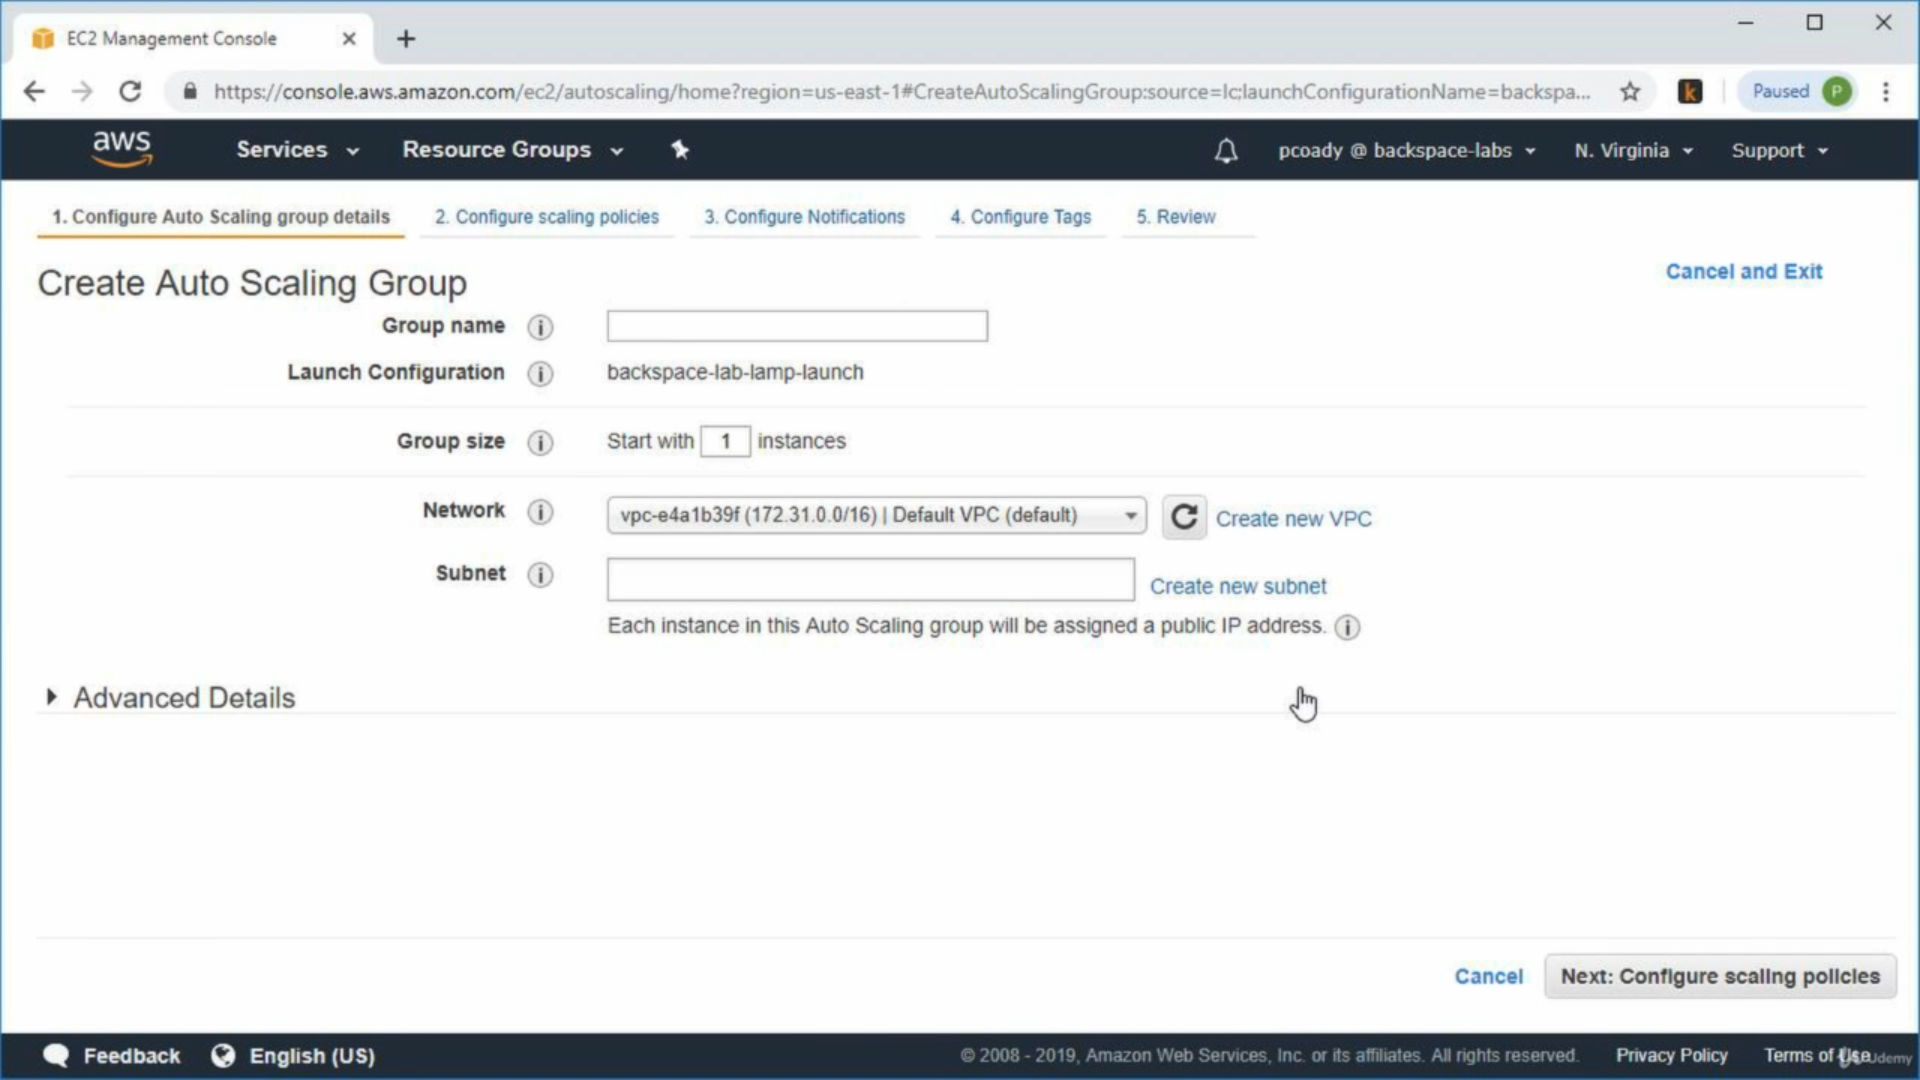 EC2 Management Console
https://console.aws.amazon.com/ec2/autoscaling/home?region=us-east-1#CreateAutoScalingGroup:source=lc;launchConfigurationName=backspa...
k
Paused P
aws Services Resource Groups pcoady @ backspace-labs N. Virginia Support
1. Configure Auto Scaling group details 2. Configure scaling policies 3. Configure Notifications 4. Configure Tags 5. Review
Create Auto Scaling Group
Cancel and Exit
Group name
Launch Configuration backspace-lab-lamp-launch
Group size Start with 1 instances
Network vpc-e4a1b39f (172.31.0.0/16) | Default VPC (default) Create new VPC
Subnet Create new subnet
Each instance in this Auto Scaling group will be assigned a public IP address.
Advanced Details
Cancel Next: Configure scaling policies
Feedback English (US) © 2008 - 2019, Amazon Web Services, Inc. or its affiliates. All rights reserved. Privacy Policy Terms of Use
Udemy